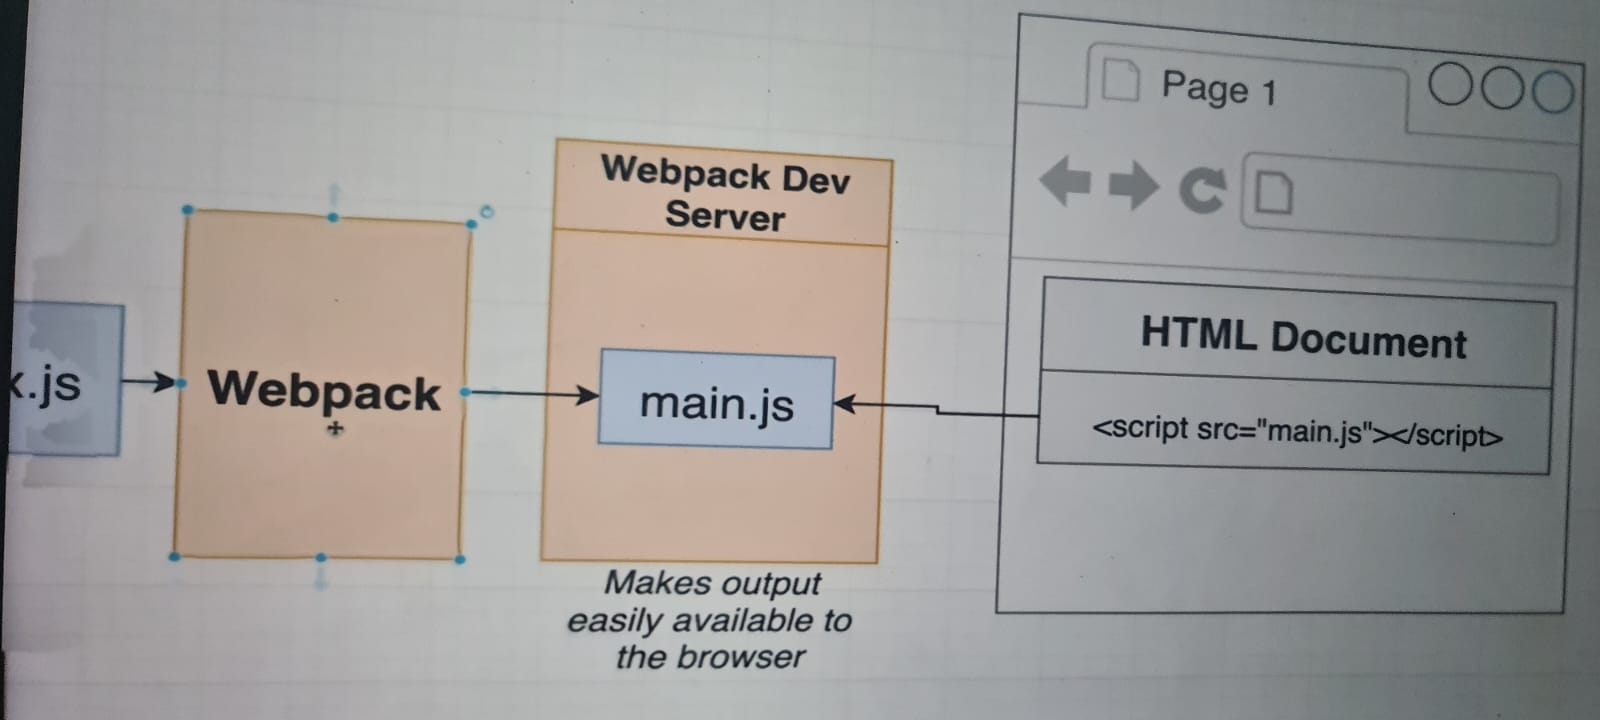 Page 1
Webpack Dev
Server
HTML Document
.js
Webpack
main.js
<script src="main.js"></script>
Makes output
easily available to
the browser